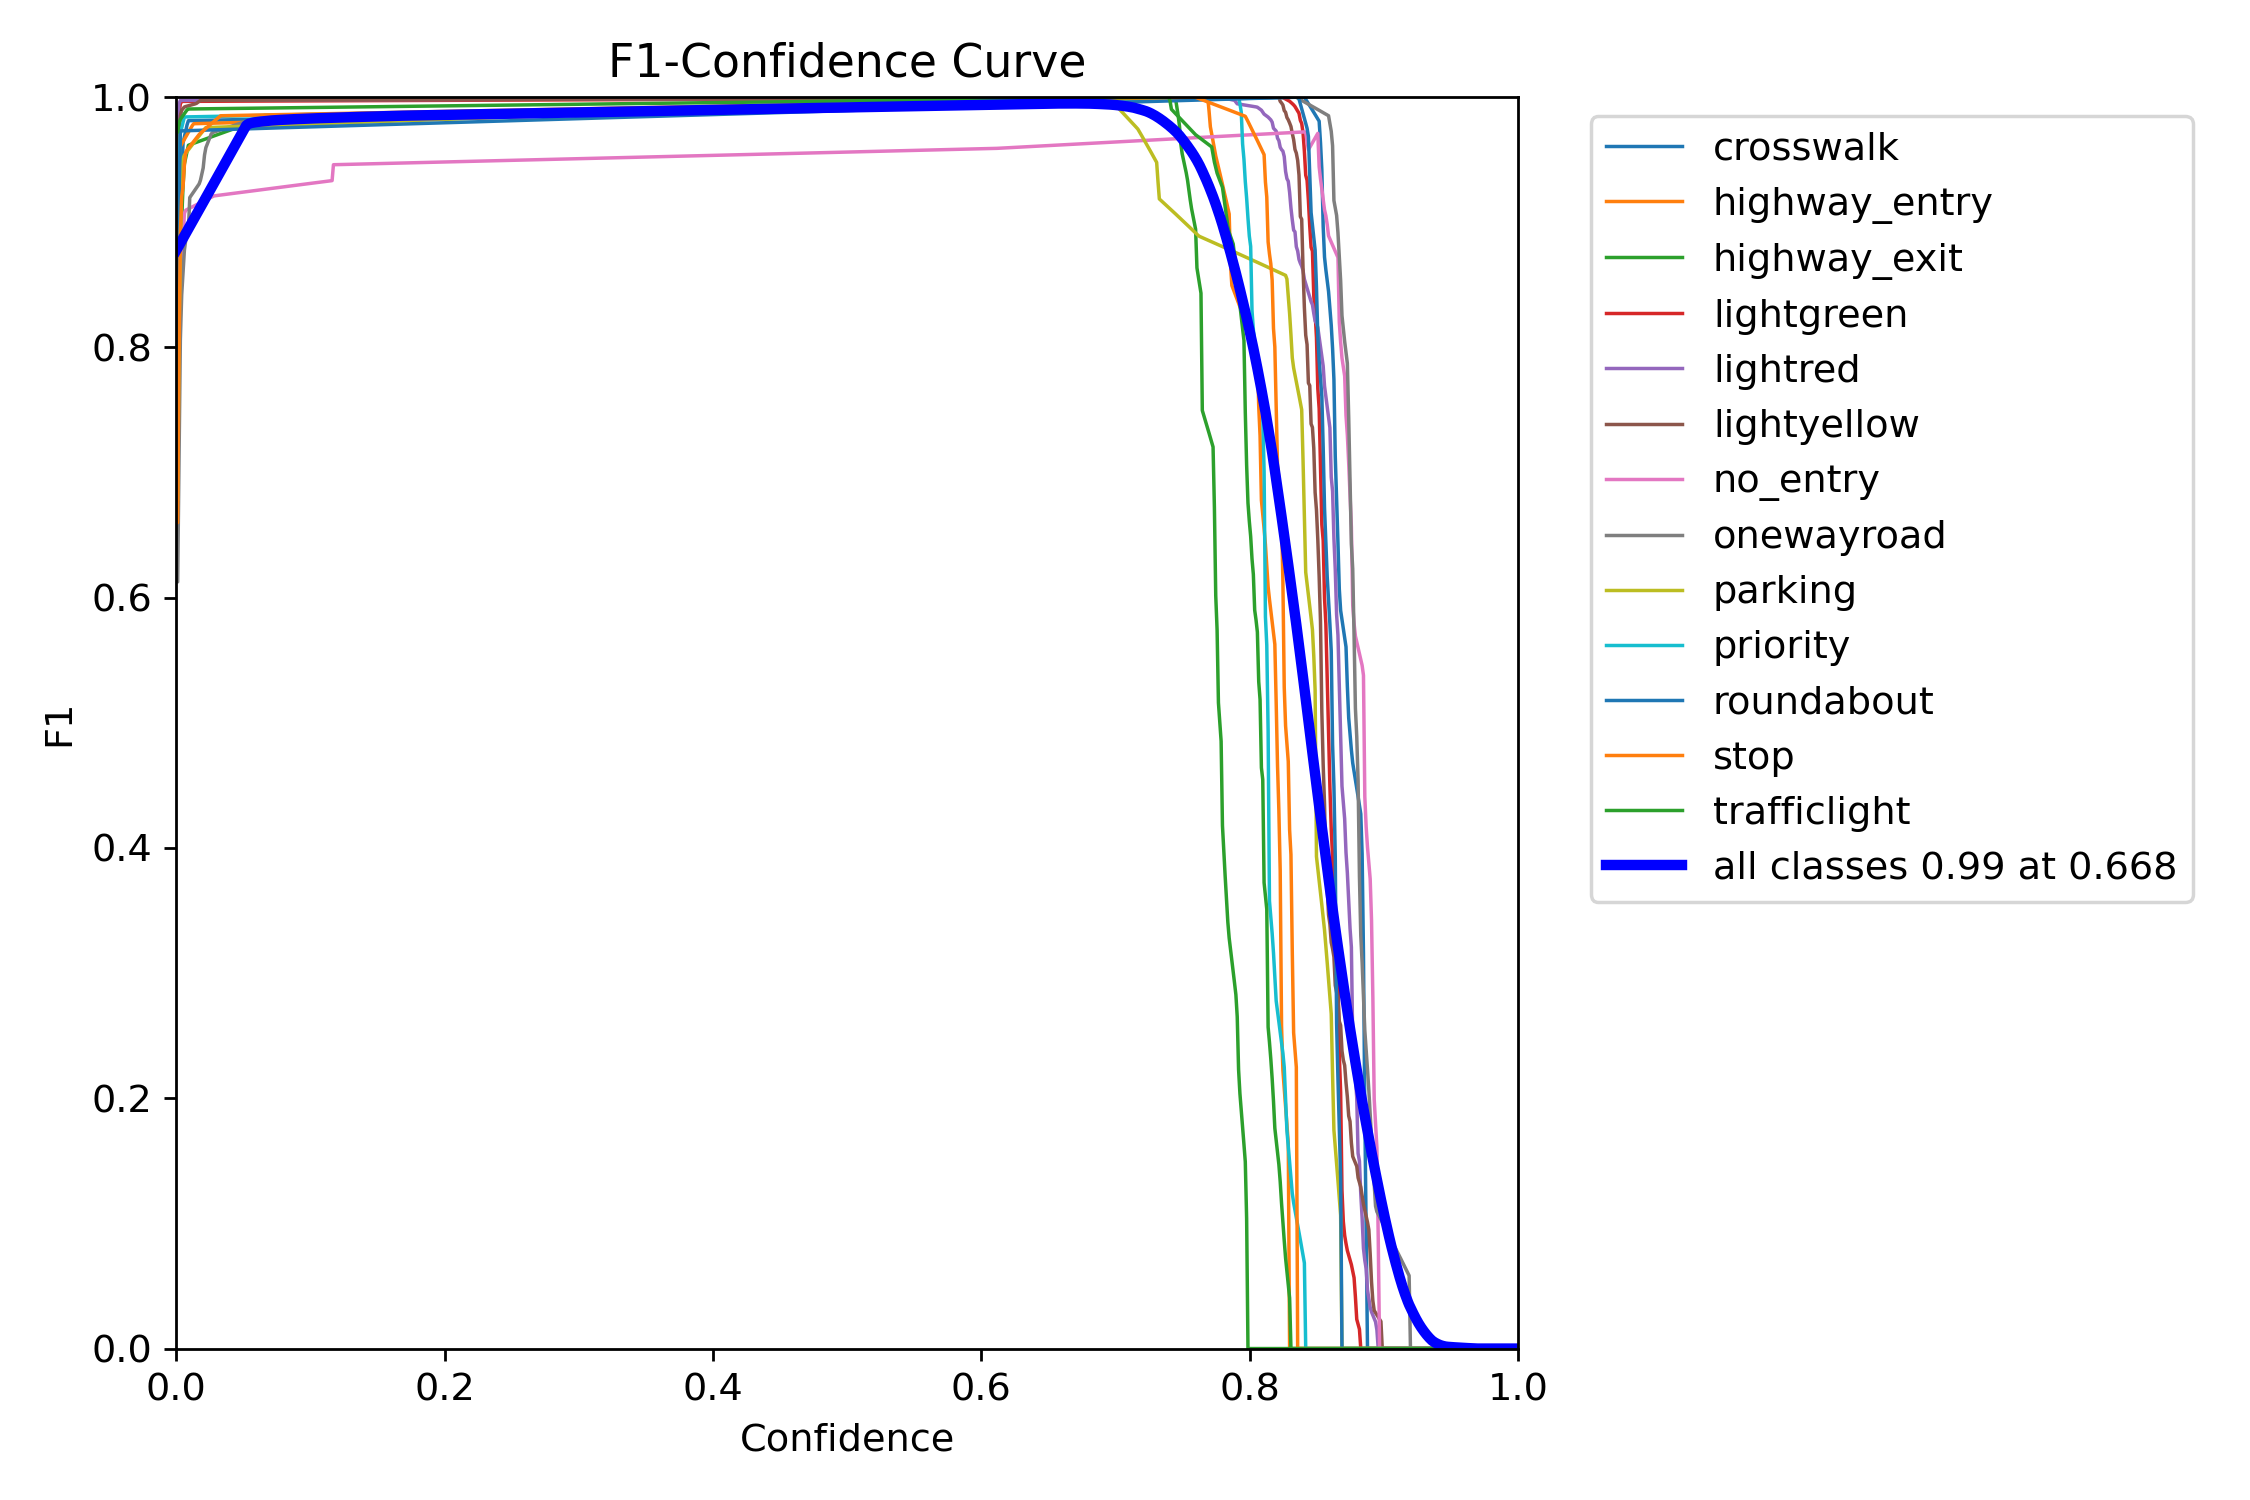 F1-Confidence Curve
1.0
0.8
0.6
0.4
0.2
0.0
F1
0.0 0.2 0.4 0.6 0.8 1.0
Confidence
crosswalk
highway_entry
highway_exit
lightgreen
lightred
lightyellow
no_entry
onewayroad
parking
priority
roundabout
stop
trafficlight
all classes 0.99 at 0.668